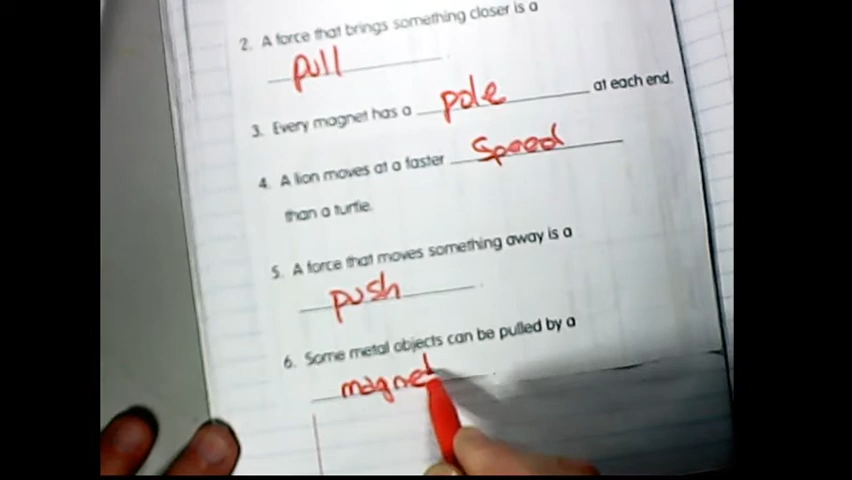 2. A force that brings something closer is a
pull.
3. Every magnet has a pole at each end.
4. A lion moves at a faster speed
than a turtle.
5. A force that moves something away is a
push.
6. Some metal objects can be pulled by a
magnet.